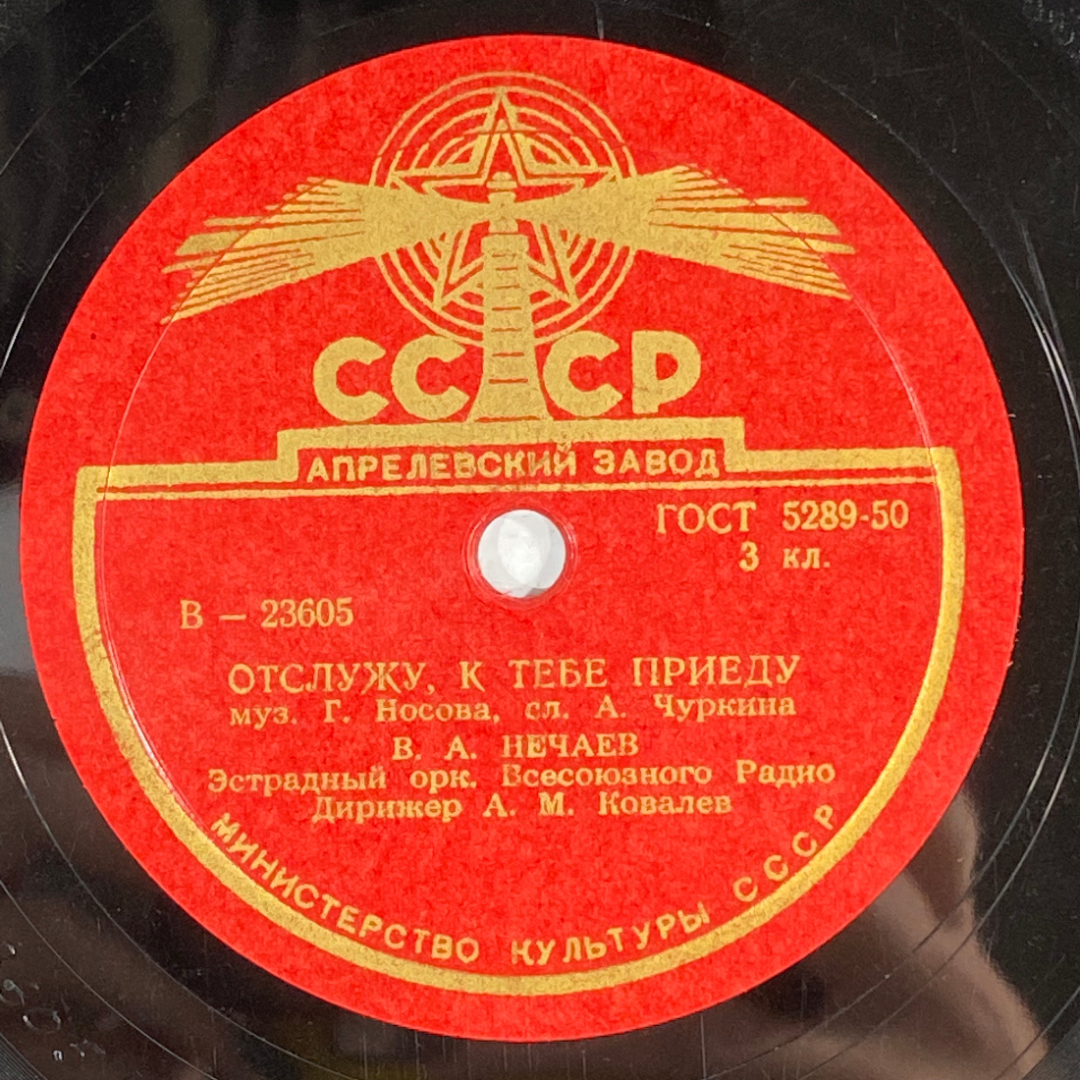 СССР
АПРЕЛЕВСКИЙ ЗАВОД
ГОСТ 5289-50
3 кл.
В — 23605
ОТСЛУЖУ, К ТЕБЕ ПРИЕДУ
муз. Г. Носова, сл. А. Чуркина
В. А. НЕЧАЕВ
Эстрадный орк. Всесоюзного Радио
Дирижер А. М. Ковалев
МИНИСТЕРСТВО КУЛЬТУРЫ СССР